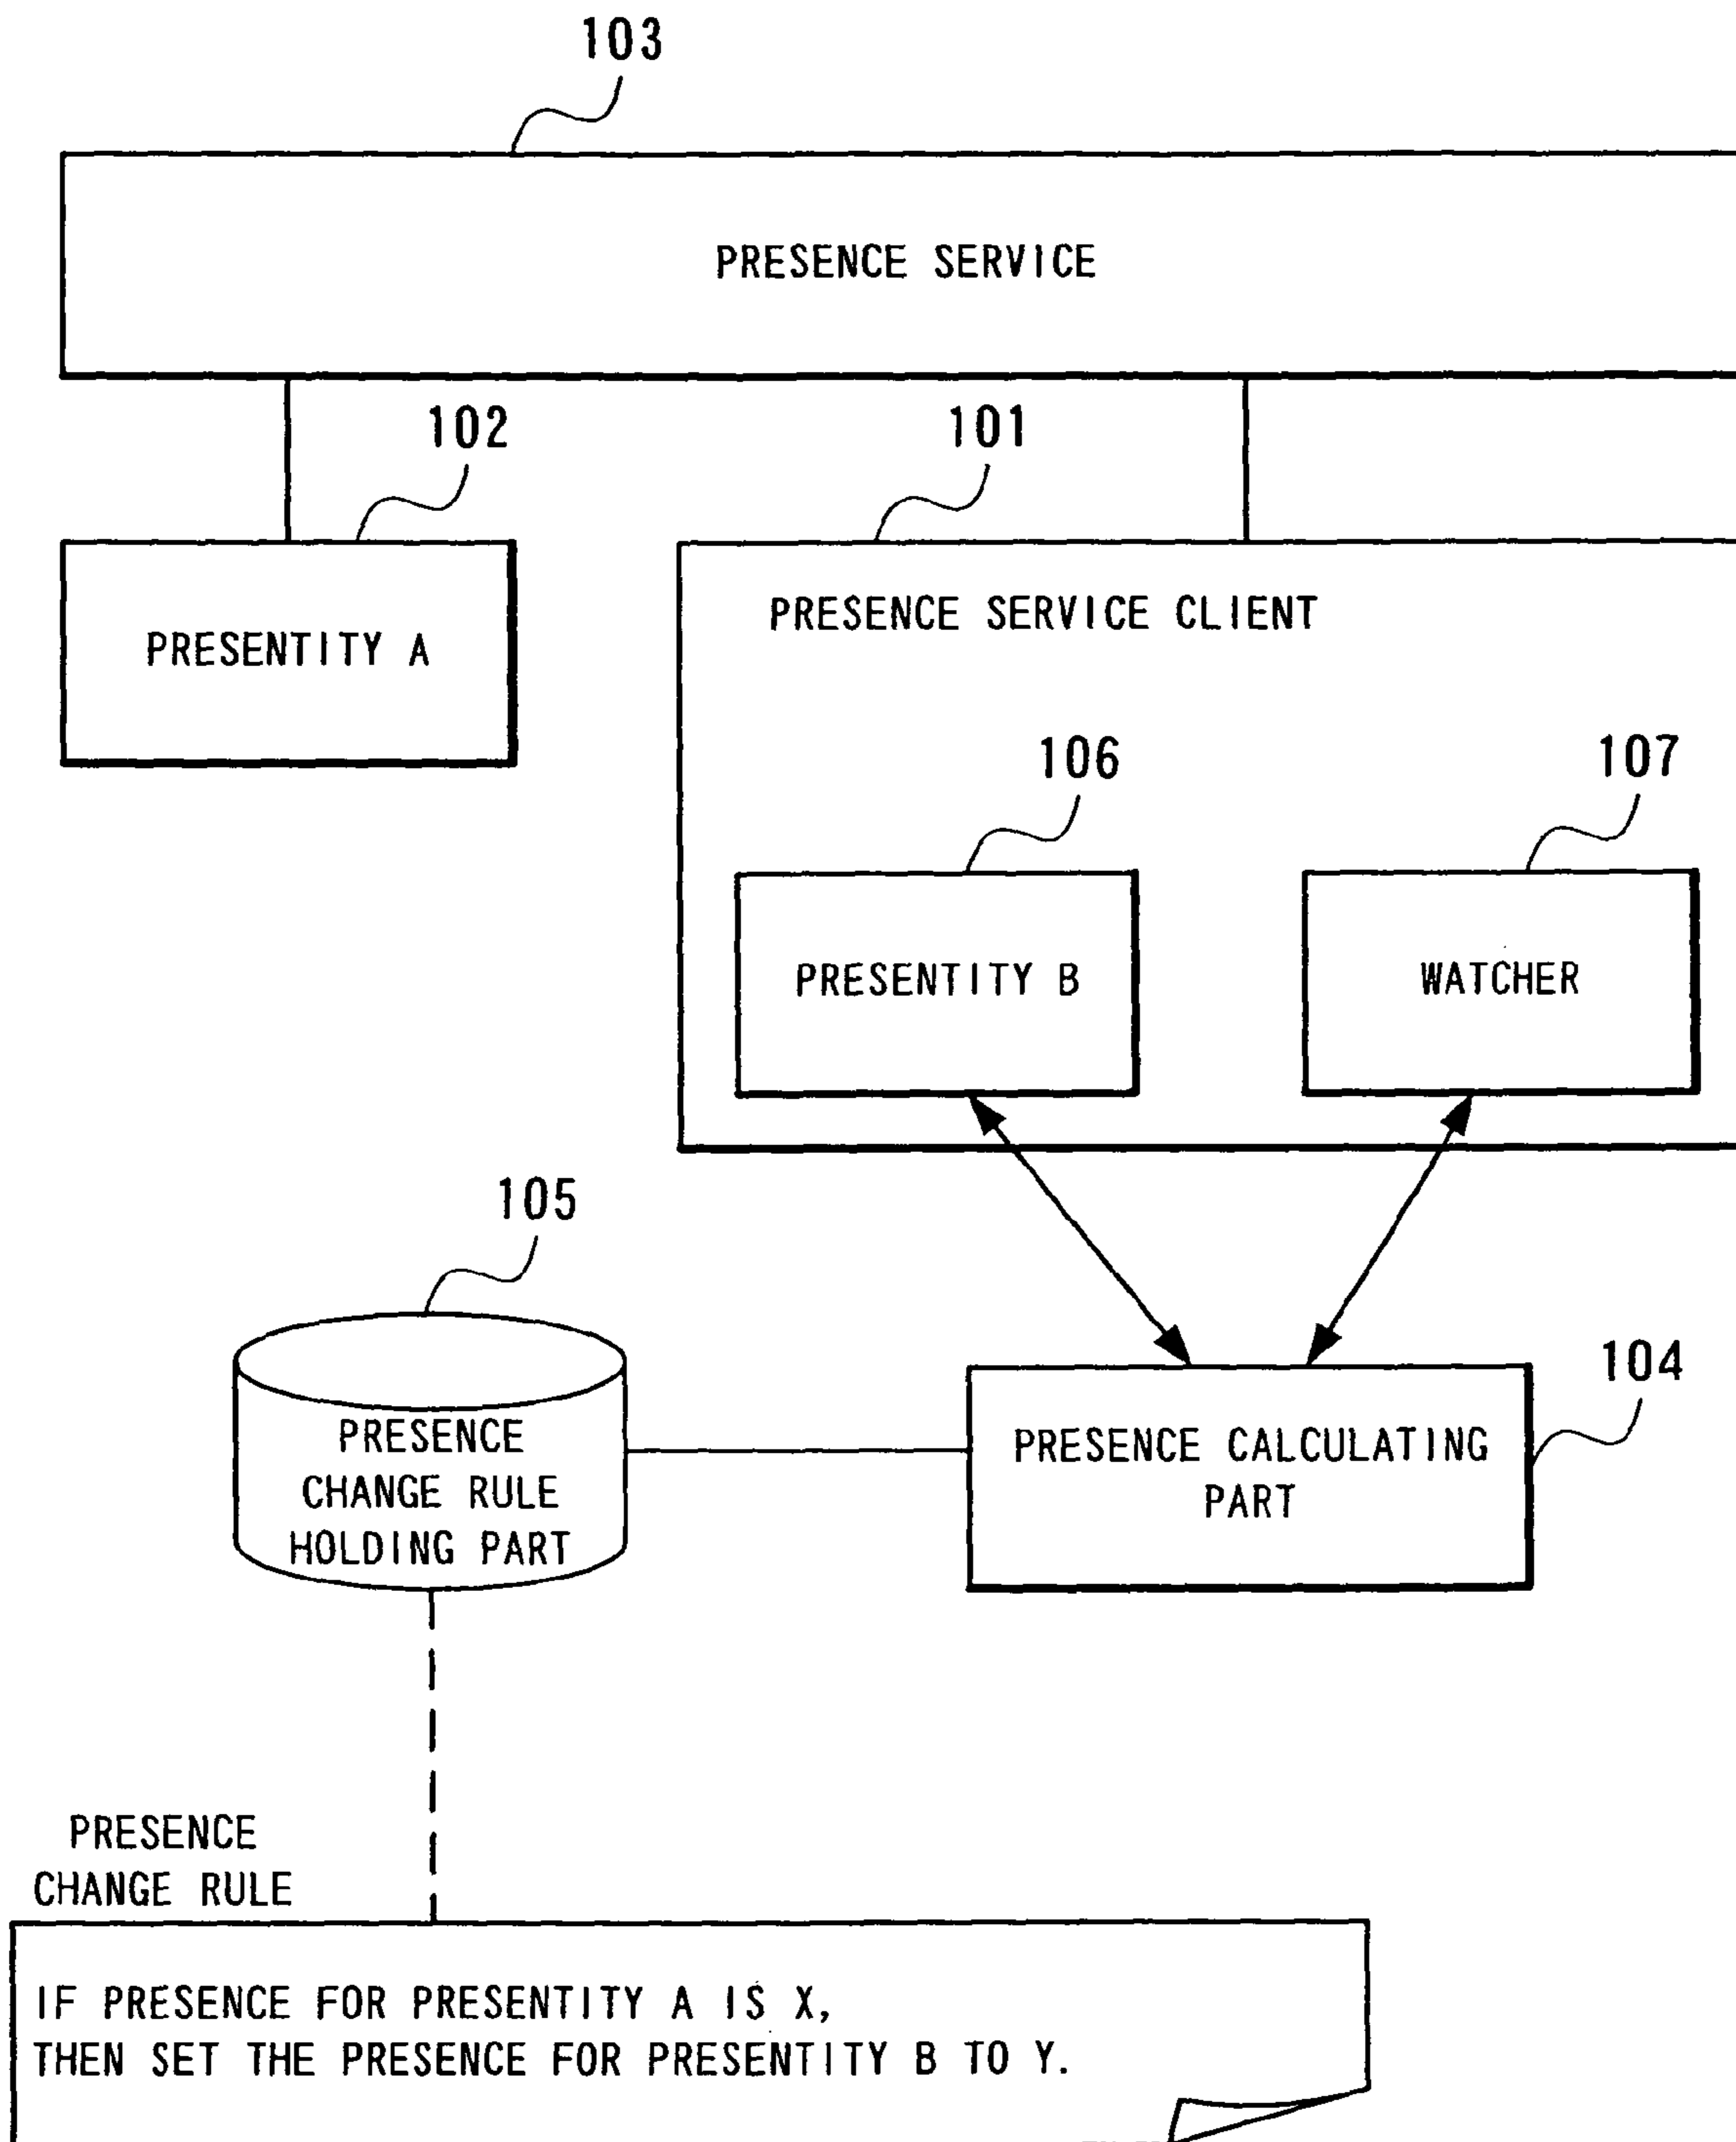 103
PRESENCE SERVICE
102
101
PRESENTITY A
PRESENCE SERVICE CLIENT
106
107
PRESENTITY B
WATCHER
105
104
PRESENCE
CHANGE RULE
HOLDING PART
PRESENCE CALCULATING
PART
PRESENCE
CHANGE RULE
IF PRESENCE FOR PRESENTITY A IS X,
THEN SET THE PRESENCE FOR PRESENTITY B TO Y.